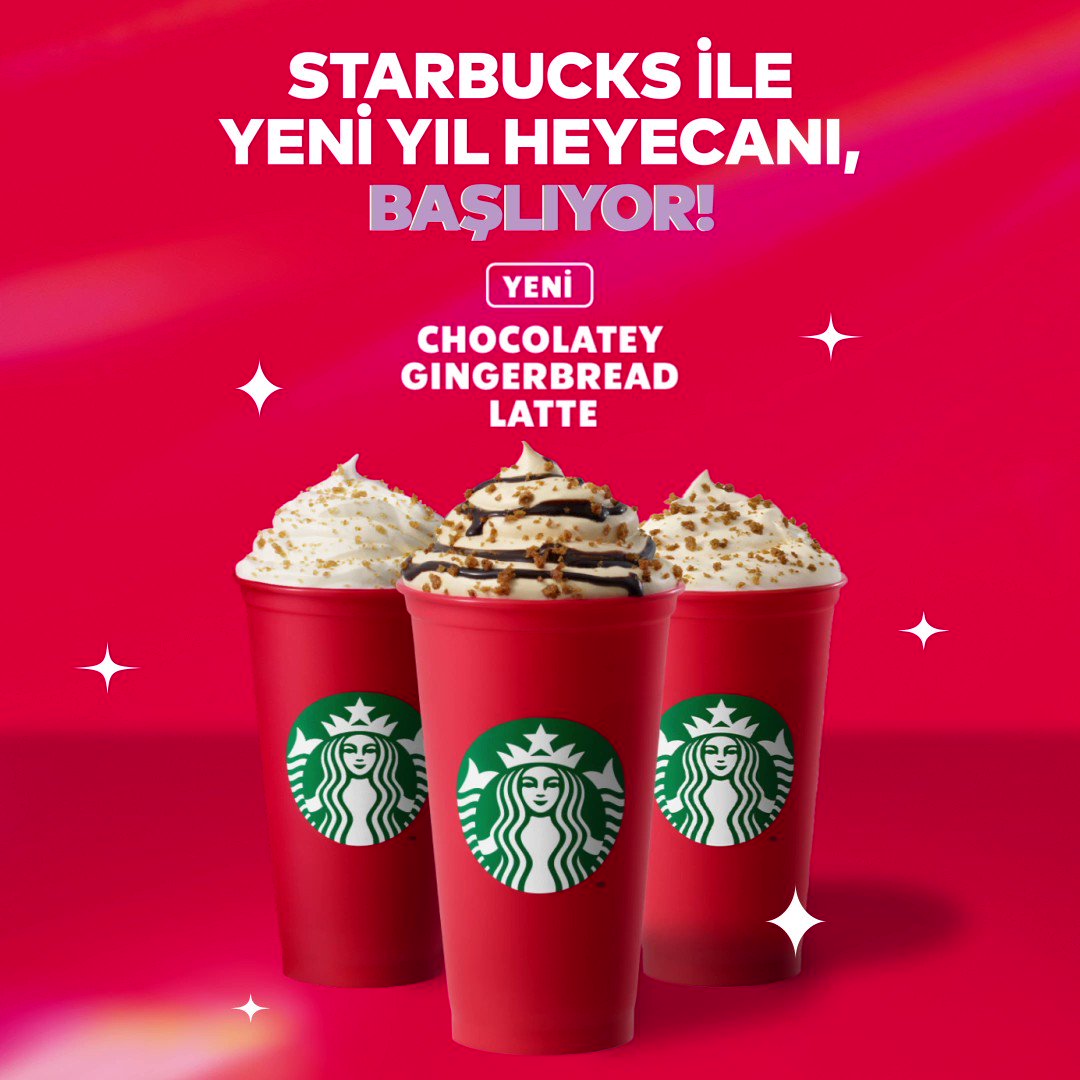 STARBUCKS İLE
YENİ YIL HEYECANI,
BAŞLIYOR!
YENİ
CHOCOLATEY
GINGERBREAD
LATTE